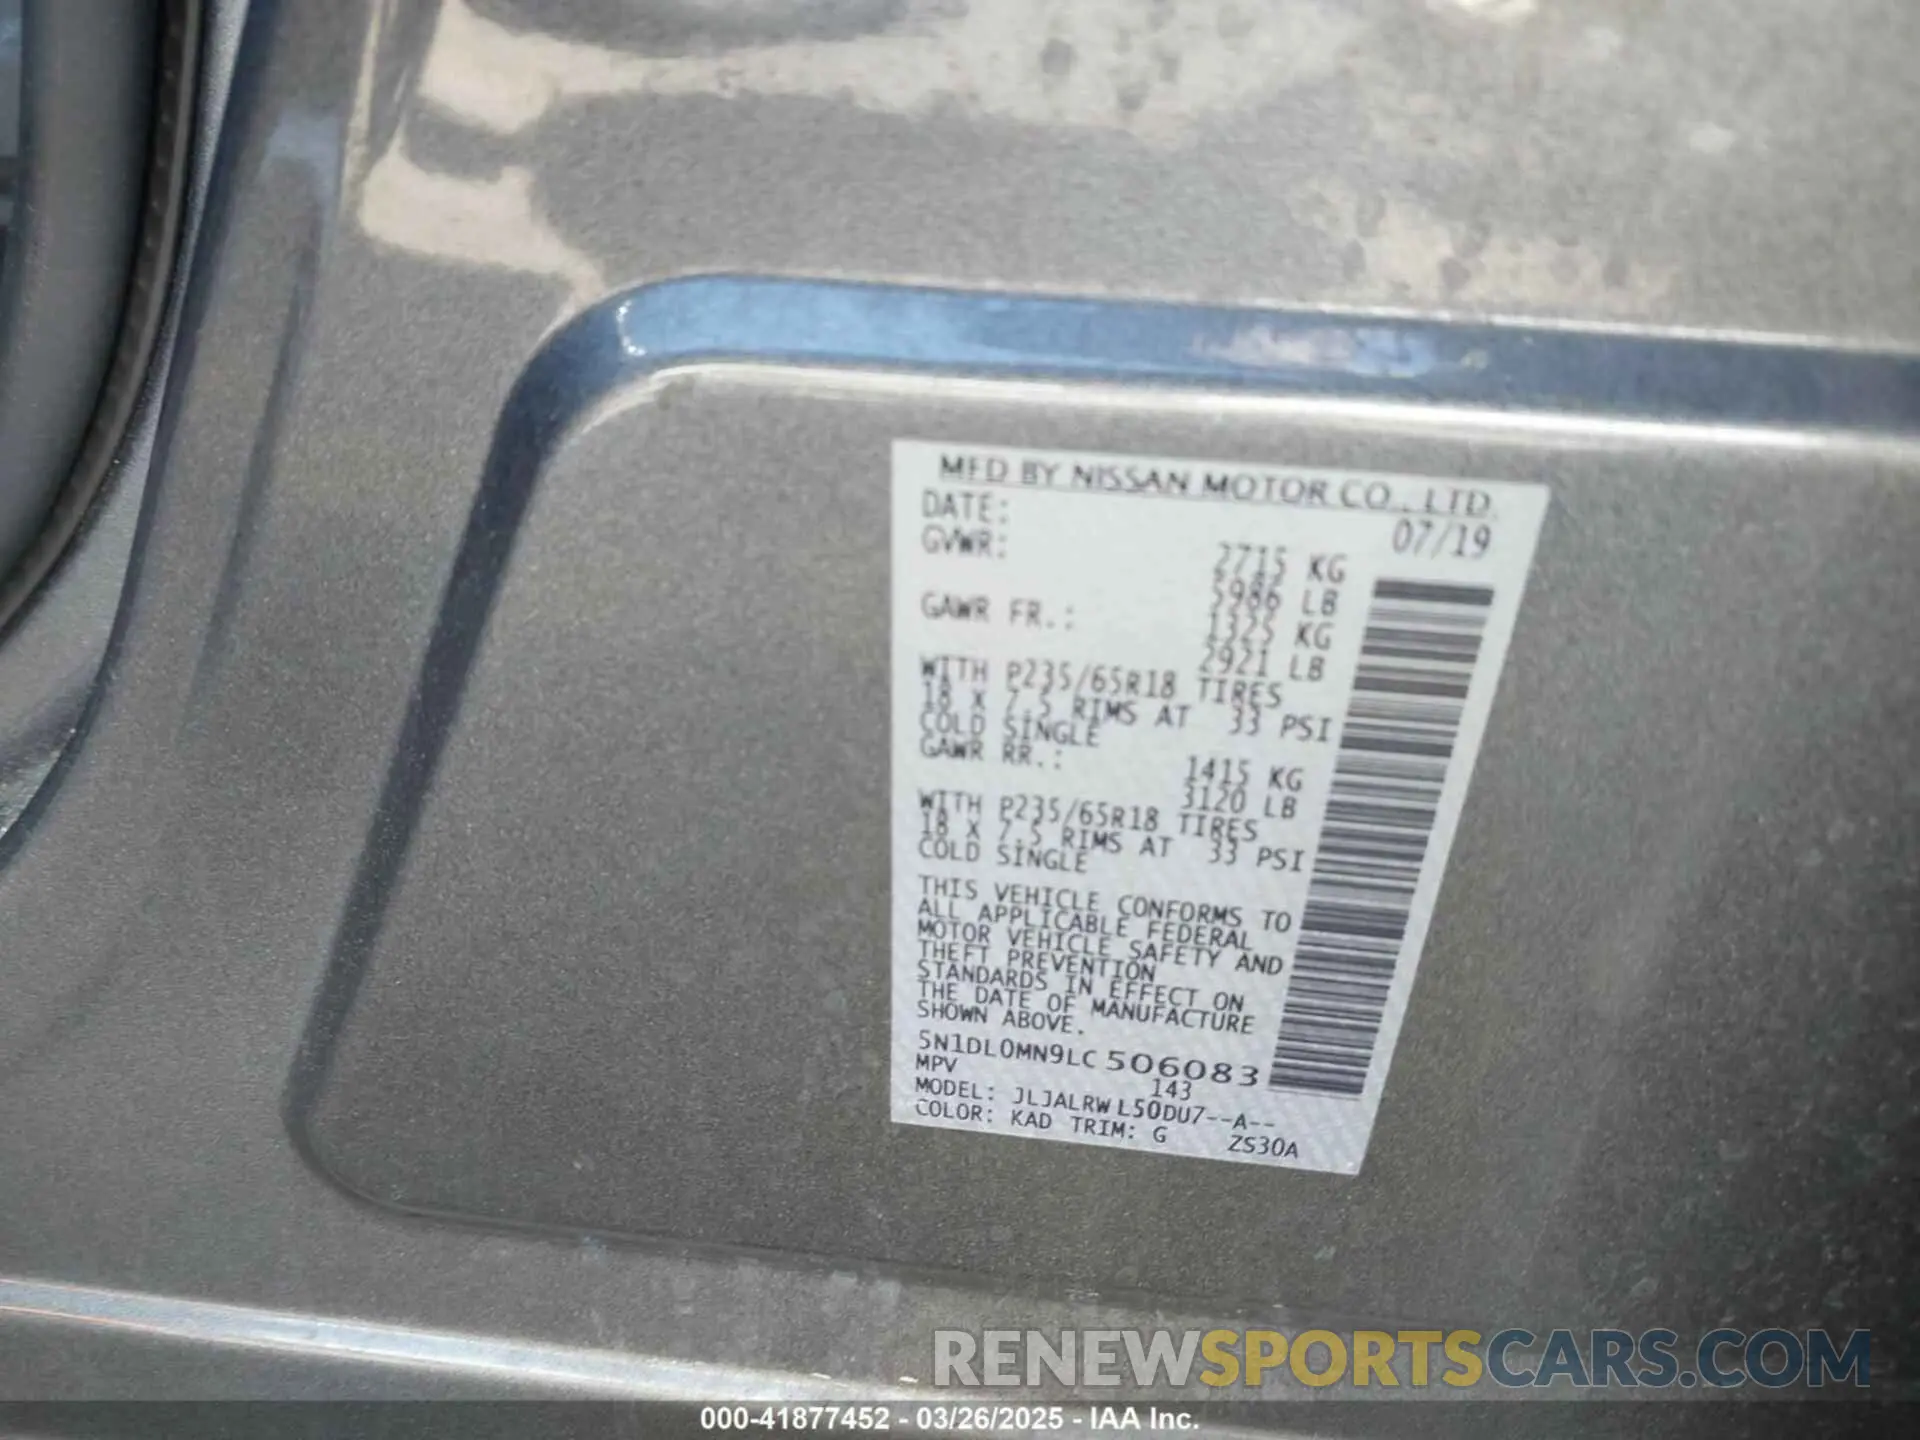 MFD BY NISSAN MOTOR CO., LTD.
DATE: 07/19
GVWR: 2715 KG
5986 LB
GAWR FR.: 1325 KG
2921 LB
WITH P235/65R18 TIRES
18 X 7.5 RIMS AT 33 PSI
COLD SINGLE
GAWR RR.: 1415 KG
3120 LB
WITH P235/65R18 TIRES
18 X 7.5 RIMS AT 33 PSI
COLD SINGLE
THIS VEHICLE CONFORMS TO
ALL APPLICABLE FEDERAL
MOTOR VEHICLE SAFETY AND
THEFT PREVENTION
STANDARDS IN EFFECT ON
THE DATE OF MANUFACTURE
SHOWN ABOVE.
5N1DL0MN9LC506083
MPV 143
MODEL: JLJALRWL50DU7--A--
COLOR: KAD TRIM: G ZS30A
RENEWSPORTSCARS.COM
000-41877452 - 03/26/2025 - IAA Inc.